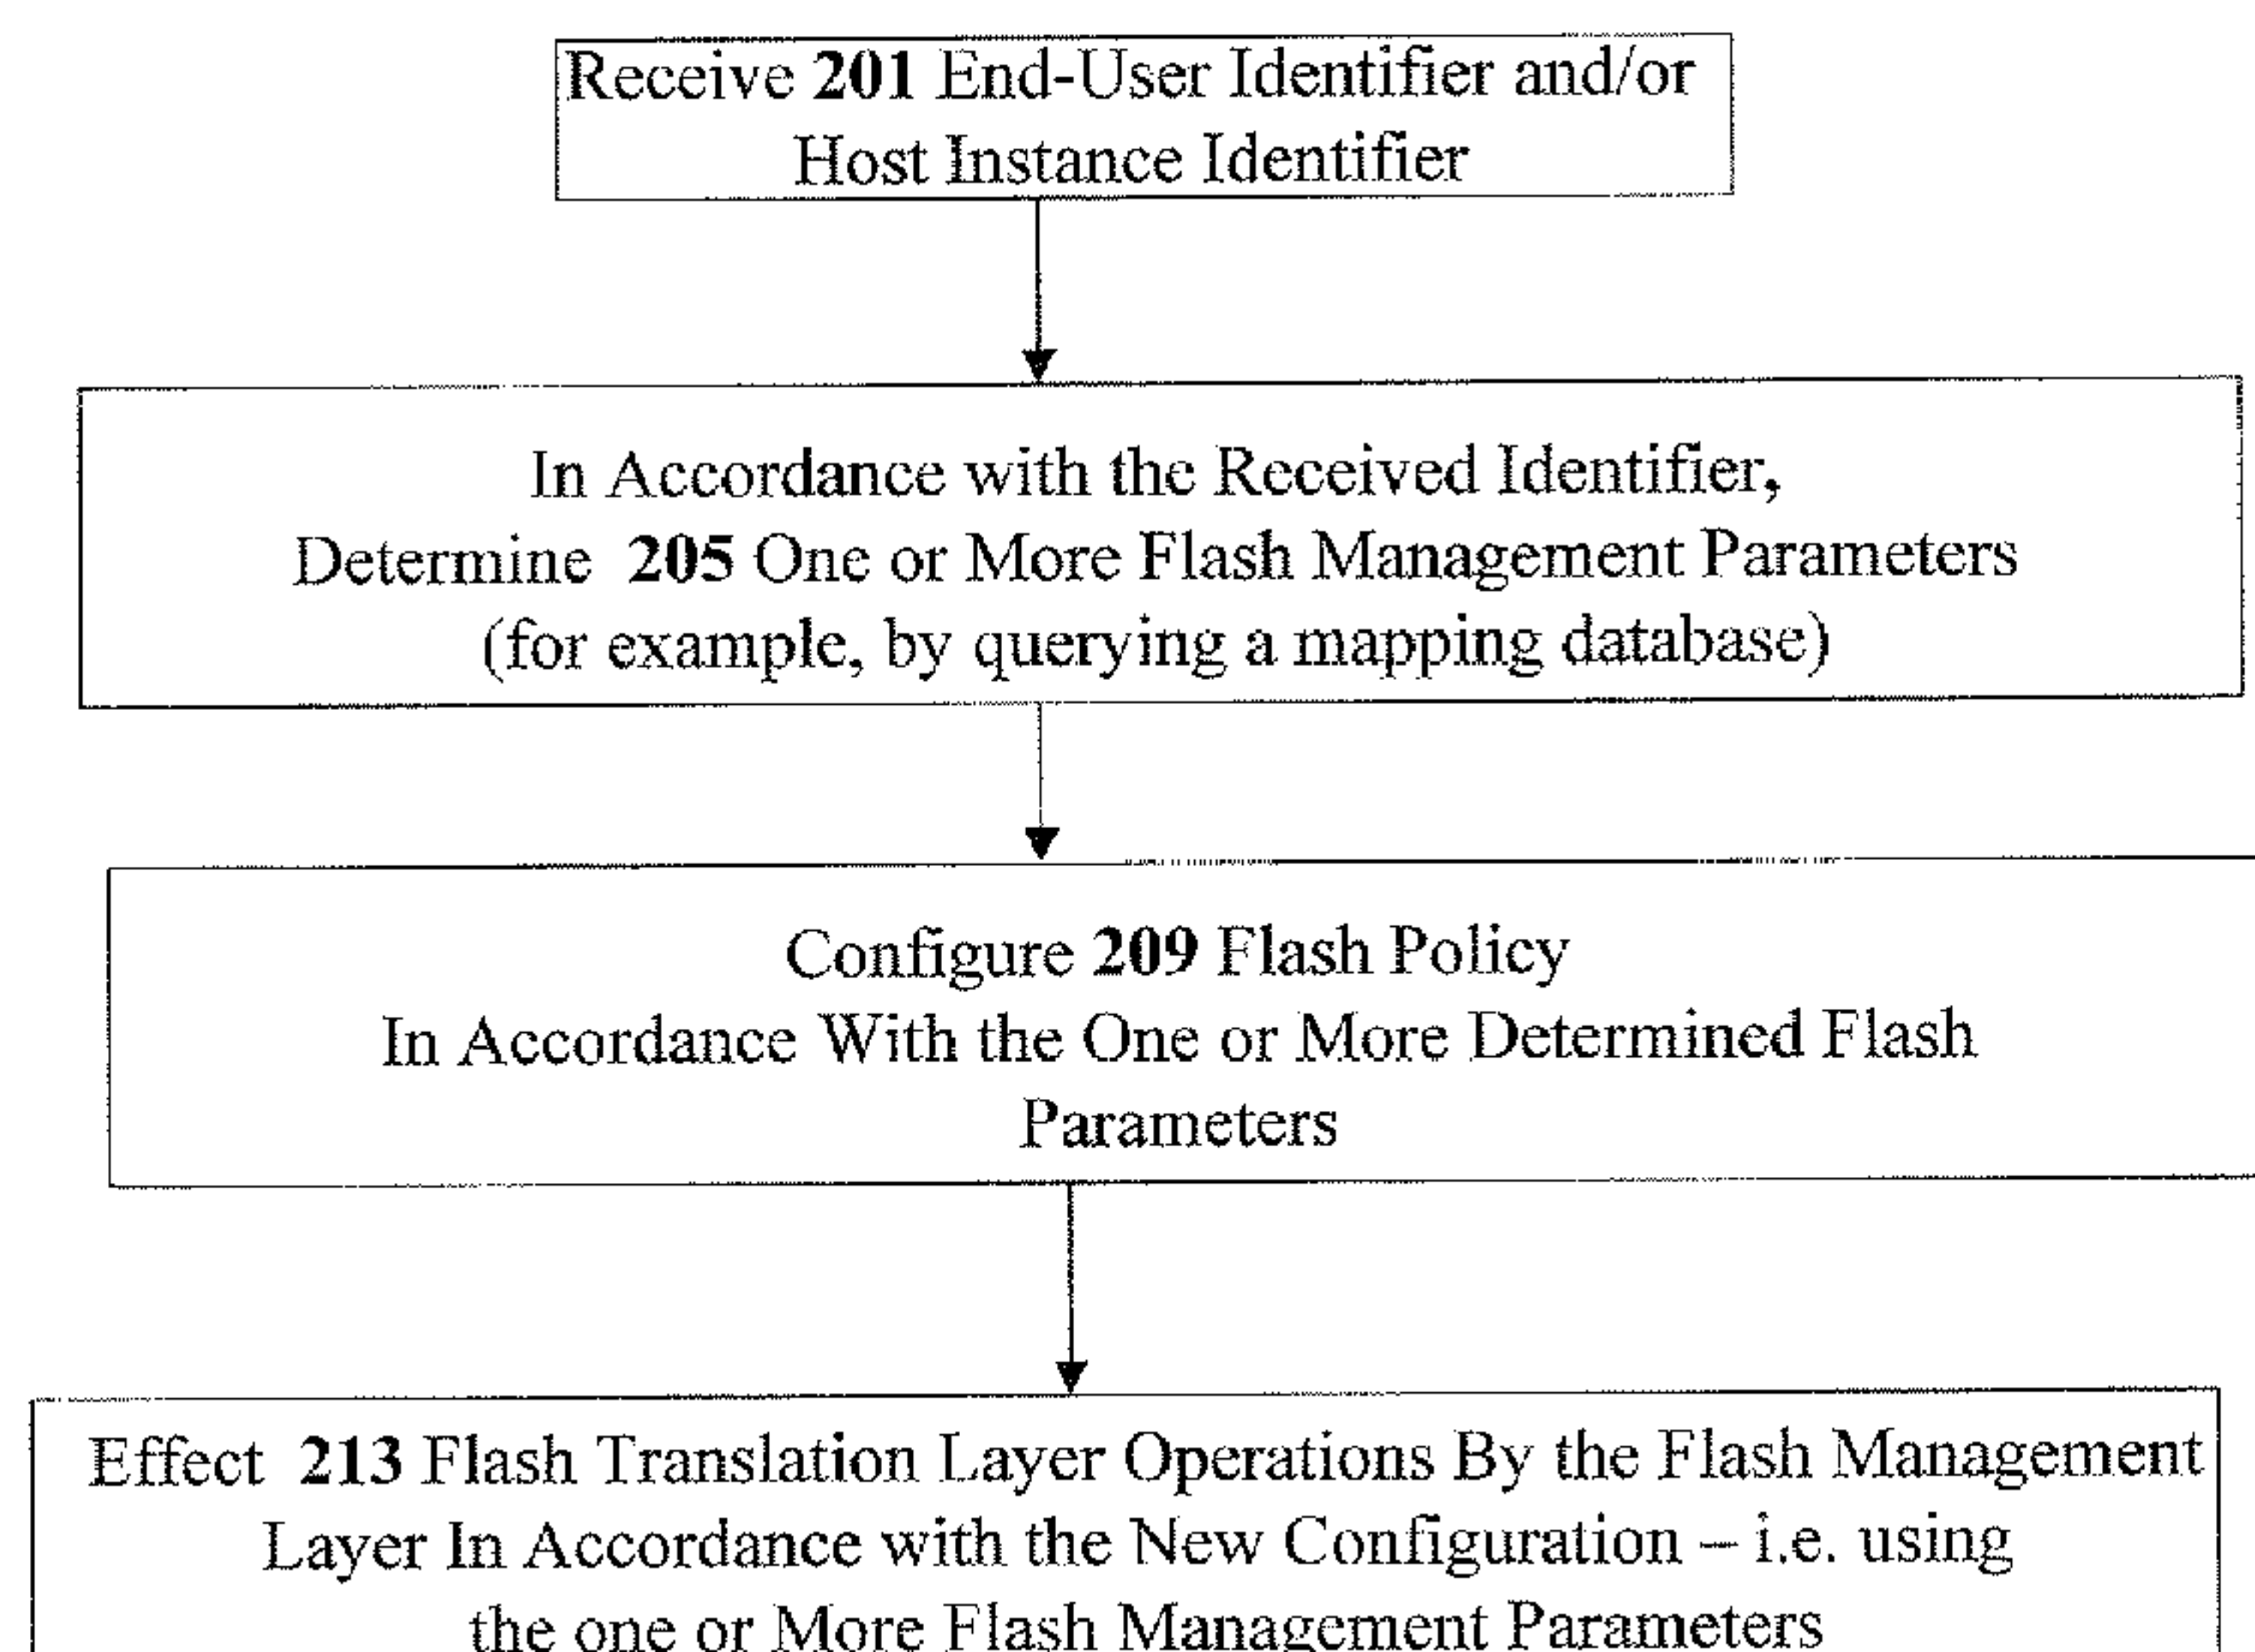 Receive 201 End-User Identifier and/or
Host Instance Identifier
In Accordance with the Received Identifier,
Determine 205 One or More Flash Management Parameters
(for example, by querying a mapping database)
Configure 209 Flash Policy
In Accordance With the One or More Determined Flash
Parameters
Effect 213 Flash Translation Layer Operations By the Flash Management
Layer In Accordance with the New Configuration – i.e. using
the one or More Flash Management Parameters